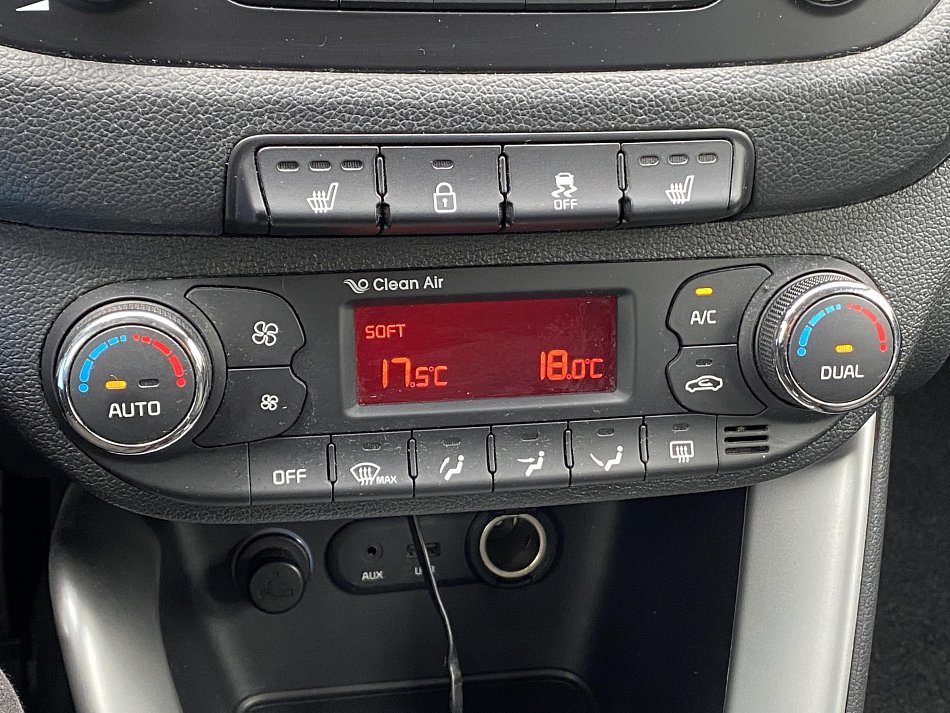 OFF
Clean Air
SOFT
17.5°C 18.0°C
A/C
AUTO
DUAL
OFF
MAX
AUX